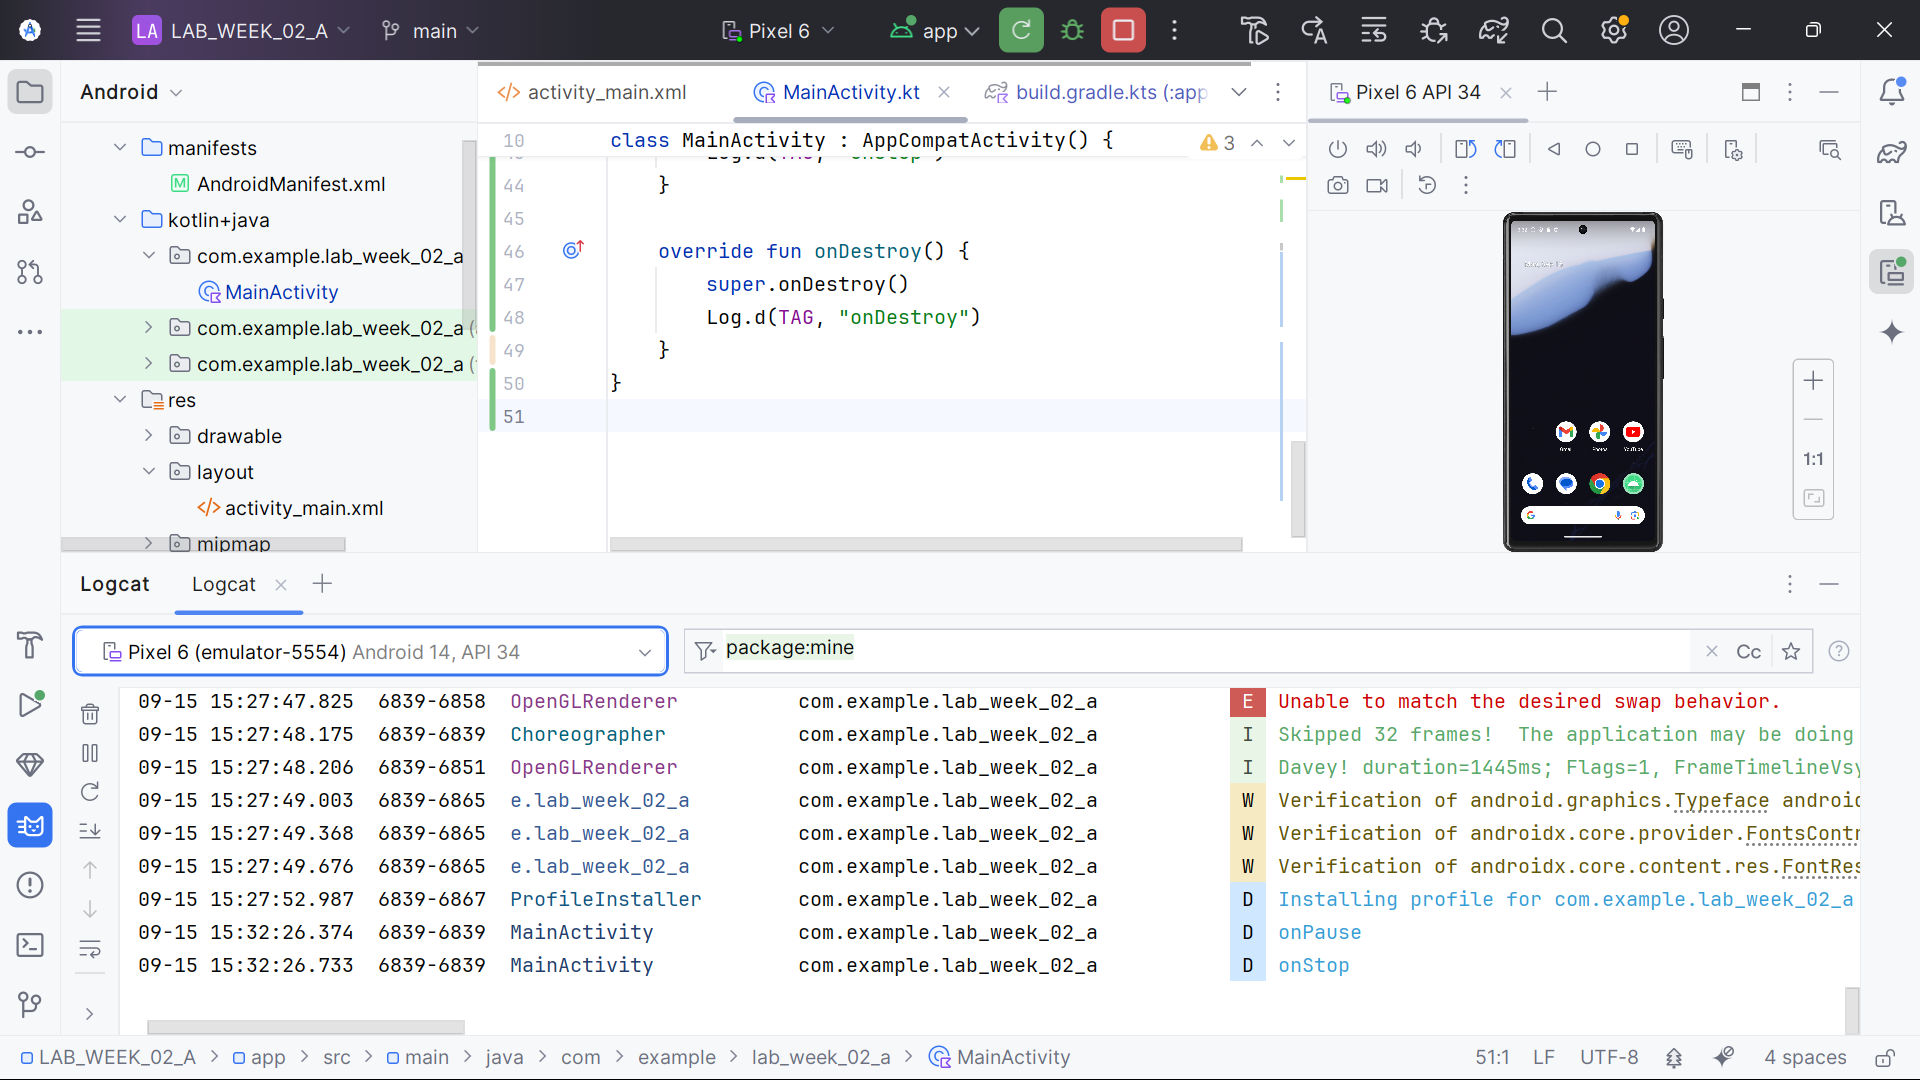 LA LAB_WEEK_02_A main Pixel 6 app
Android
manifests
AndroidManifest.xml
kotlin+java
com.example.lab_week_02_a
MainActivity
com.example.lab_week_02_a
com.example.lab_week_02_a
res
drawable
layout
activity_main.xml
mipmap
activity_main.xml MainActivity.kt build.gradle.kts (:app
10 class MainActivity : AppCompatActivity() { 3
44 }
45
46 override fun onDestroy() {
47 super.onDestroy()
48 Log.d(TAG, "onDestroy")
49 }
50 }
51
Pixel 6 API 34
1:1
Logcat Logcat
Pixel 6 (emulator-5554) Android 14, API 34 package:mine Cc
09-15 15:27:47.825 6839-6858 OpenGLRenderer com.example.lab_week_02_a E Unable to match the desired swap behavior.
09-15 15:27:48.175 6839-6839 Choreographer com.example.lab_week_02_a I Skipped 32 frames! The application may be doing
09-15 15:27:48.206 6839-6851 OpenGLRenderer com.example.lab_week_02_a I Davey! duration=1445ms; Flags=1, FrameTimelineVsy
09-15 15:27:49.003 6839-6865 e.lab_week_02_a com.example.lab_week_02_a W Verification of android.graphics.Typeface android
09-15 15:27:49.368 6839-6865 e.lab_week_02_a com.example.lab_week_02_a W Verification of androidx.core.provider.FontsContr
09-15 15:27:49.676 6839-6865 e.lab_week_02_a com.example.lab_week_02_a W Verification of androidx.core.content.res.FontRes
09-15 15:27:52.987 6839-6867 ProfileInstaller com.example.lab_week_02_a D Installing profile for com.example.lab_week_02_a
09-15 15:32:26.374 6839-6839 MainActivity com.example.lab_week_02_a D onPause
09-15 15:32:26.733 6839-6839 MainActivity com.example.lab_week_02_a D onStop
LAB_WEEK_02_A > app > src > main > java > com > example > lab_week_02_a > MainActivity 51:1 LF UTF-8 4 spaces